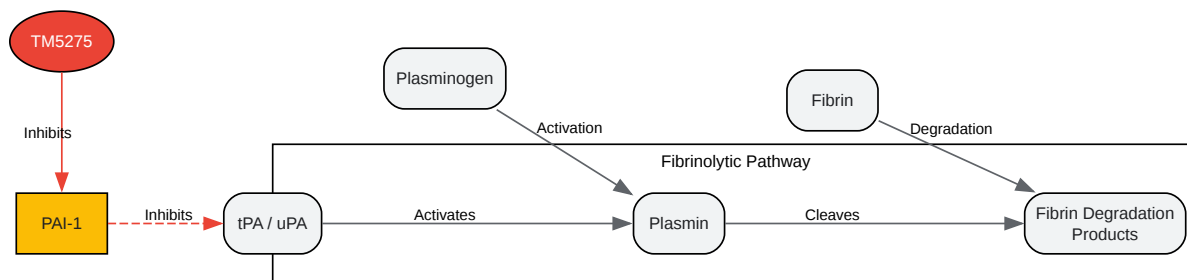 TM5275
Plasminogen
Fibrin
Inhibits
Activation
Degradation
Fibrinolytic Pathway
PAI-1
Inhibits
tPA / uPA
Activates
Plasmin
Cleaves
Fibrin Degradation
Products